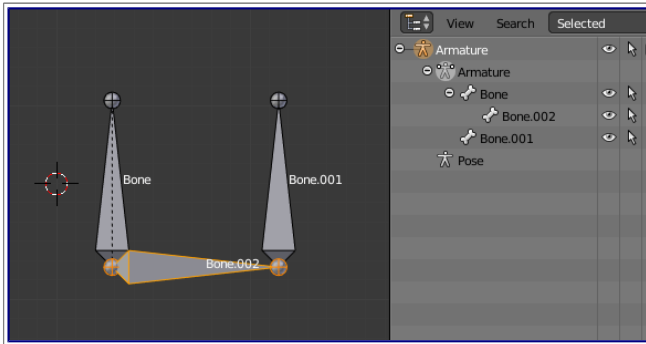 View Search Selected
Armature
Armature
Bone
Bone.002
Bone.001
Pose
Bone
Bone.001
Bone.002